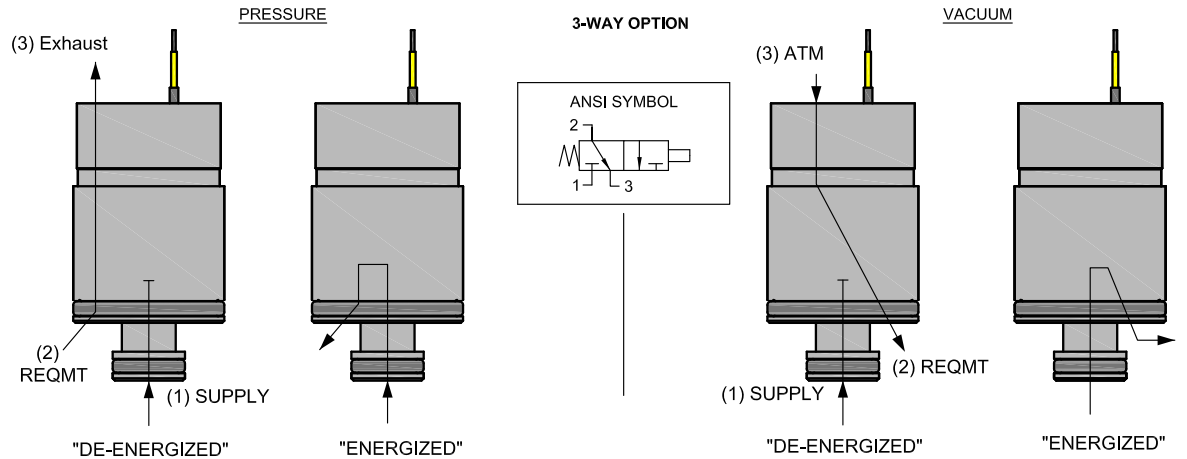 PRESSURE
3-WAY OPTION
VACUUM
(3) Exhaust
(3) ATM
ANSI SYMBOL
2
1
3
(2)
REQMT
(1) SUPPLY
(2) REQMT
(1) SUPPLY
"DE-ENERGIZED"
"ENERGIZED"
"DE-ENERGIZED"
"ENERGIZED"